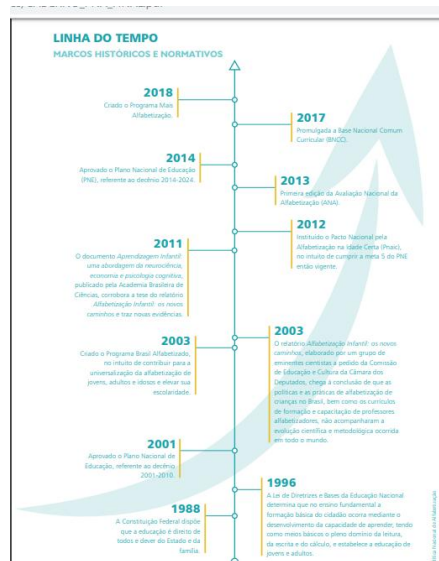 LINHA DO TEMPO
MARCOS HISTÓRICOS E NORMATIVOS
2018
Criado o Programa Mais
Alfabetização.
2017
Promulgada a Base Nacional Comum
Curricular (BNCC).
2014
Aprovado o Plano Nacional de Educação
(PNE), referente ao decênio 2014-2024.
2013
Primeira edição da Avaliação Nacional da
Alfabetização (ANA).
2012
Instituído o Pacto Nacional pela
Alfabetização na Idade Certa (Pnaic),
no intuito de cumprir a meta 5 do PNE
então vigente.
2011
O documento Aprendizagem Infantil:
uma abordagem da neurociência,
economia e psicologia cognitiva,
publicado pela Academia Brasileira de
Ciências, corrobora a tese do relatório
Alfabetização Infantil: os novos
caminhos e traz novas evidências.
2003
Criado o Programa Brasil Alfabetizado,
no intuito de contribuir para a
universalização da alfabetização de
jovens, adultos e idosos e elevar sua
escolaridade.
2003
O relatório Alfabetização Infantil: os novos
caminhos, elaborado por um grupo de
eminentes cientistas a pedido da Comissão
de Educação e Cultura da Câmara dos
Deputados, chega à conclusão de que as
políticas e as práticas de alfabetização de
crianças no Brasil, bem como os currículos
de formação e capacitação de professores
alfabetizadores, não acompanharam a
evolução científica e metodológica ocorrida
em todo o mundo.
2001
Aprovado o Plano Nacional de
Educação, referente ao decênio
2001-2010.
1996
A Lei de Diretrizes e Bases da Educação Nacional
determina que no ensino fundamental a
formação básica do cidadão ocorra mediante o
desenvolvimento da capacidade de aprender, tendo
como meios básicos o pleno domínio da leitura,
da escrita e do cálculo, e estabelece a educação de
jovens e adultos.
1988
A Constituição Federal dispõe
que a educação é direito de
todos e dever do Estado e da
família.
Nacional de Alfabetização